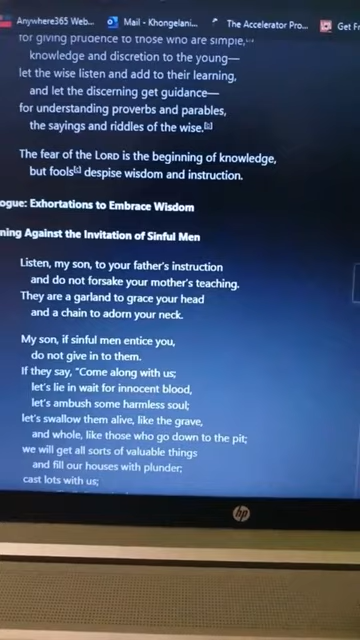 Anywhere365 Web...
Mail - Khongelani...
The Accelerator Pro...
Get Fr
for giving prudence to those who are simple,
knowledge and discretion to the young—
let the wise listen and add to their learning,
and let the discerning get guidance—
for understanding proverbs and parables,
the sayings and riddles of the wise.
The fear of the LORD is the beginning of knowledge,
but fools[c] despise wisdom and instruction.
ogue: Exhortations to Embrace Wisdom
ning Against the Invitation of Sinful Men
Listen, my son, to your father's instruction
and do not forsake your mother's teaching.
They are a garland to grace your head
and a chain to adorn your neck.
My son, if sinful men entice you,
do not give in to them.
If they say, "Come along with us;
let's lie in wait for innocent blood,
let's ambush some harmless soul;
let's swallow them alive, like the grave,
and whole, like those who go down to the pit;
we will get all sorts of valuable things
and fill our houses with plunder;
cast lots with us;
hp